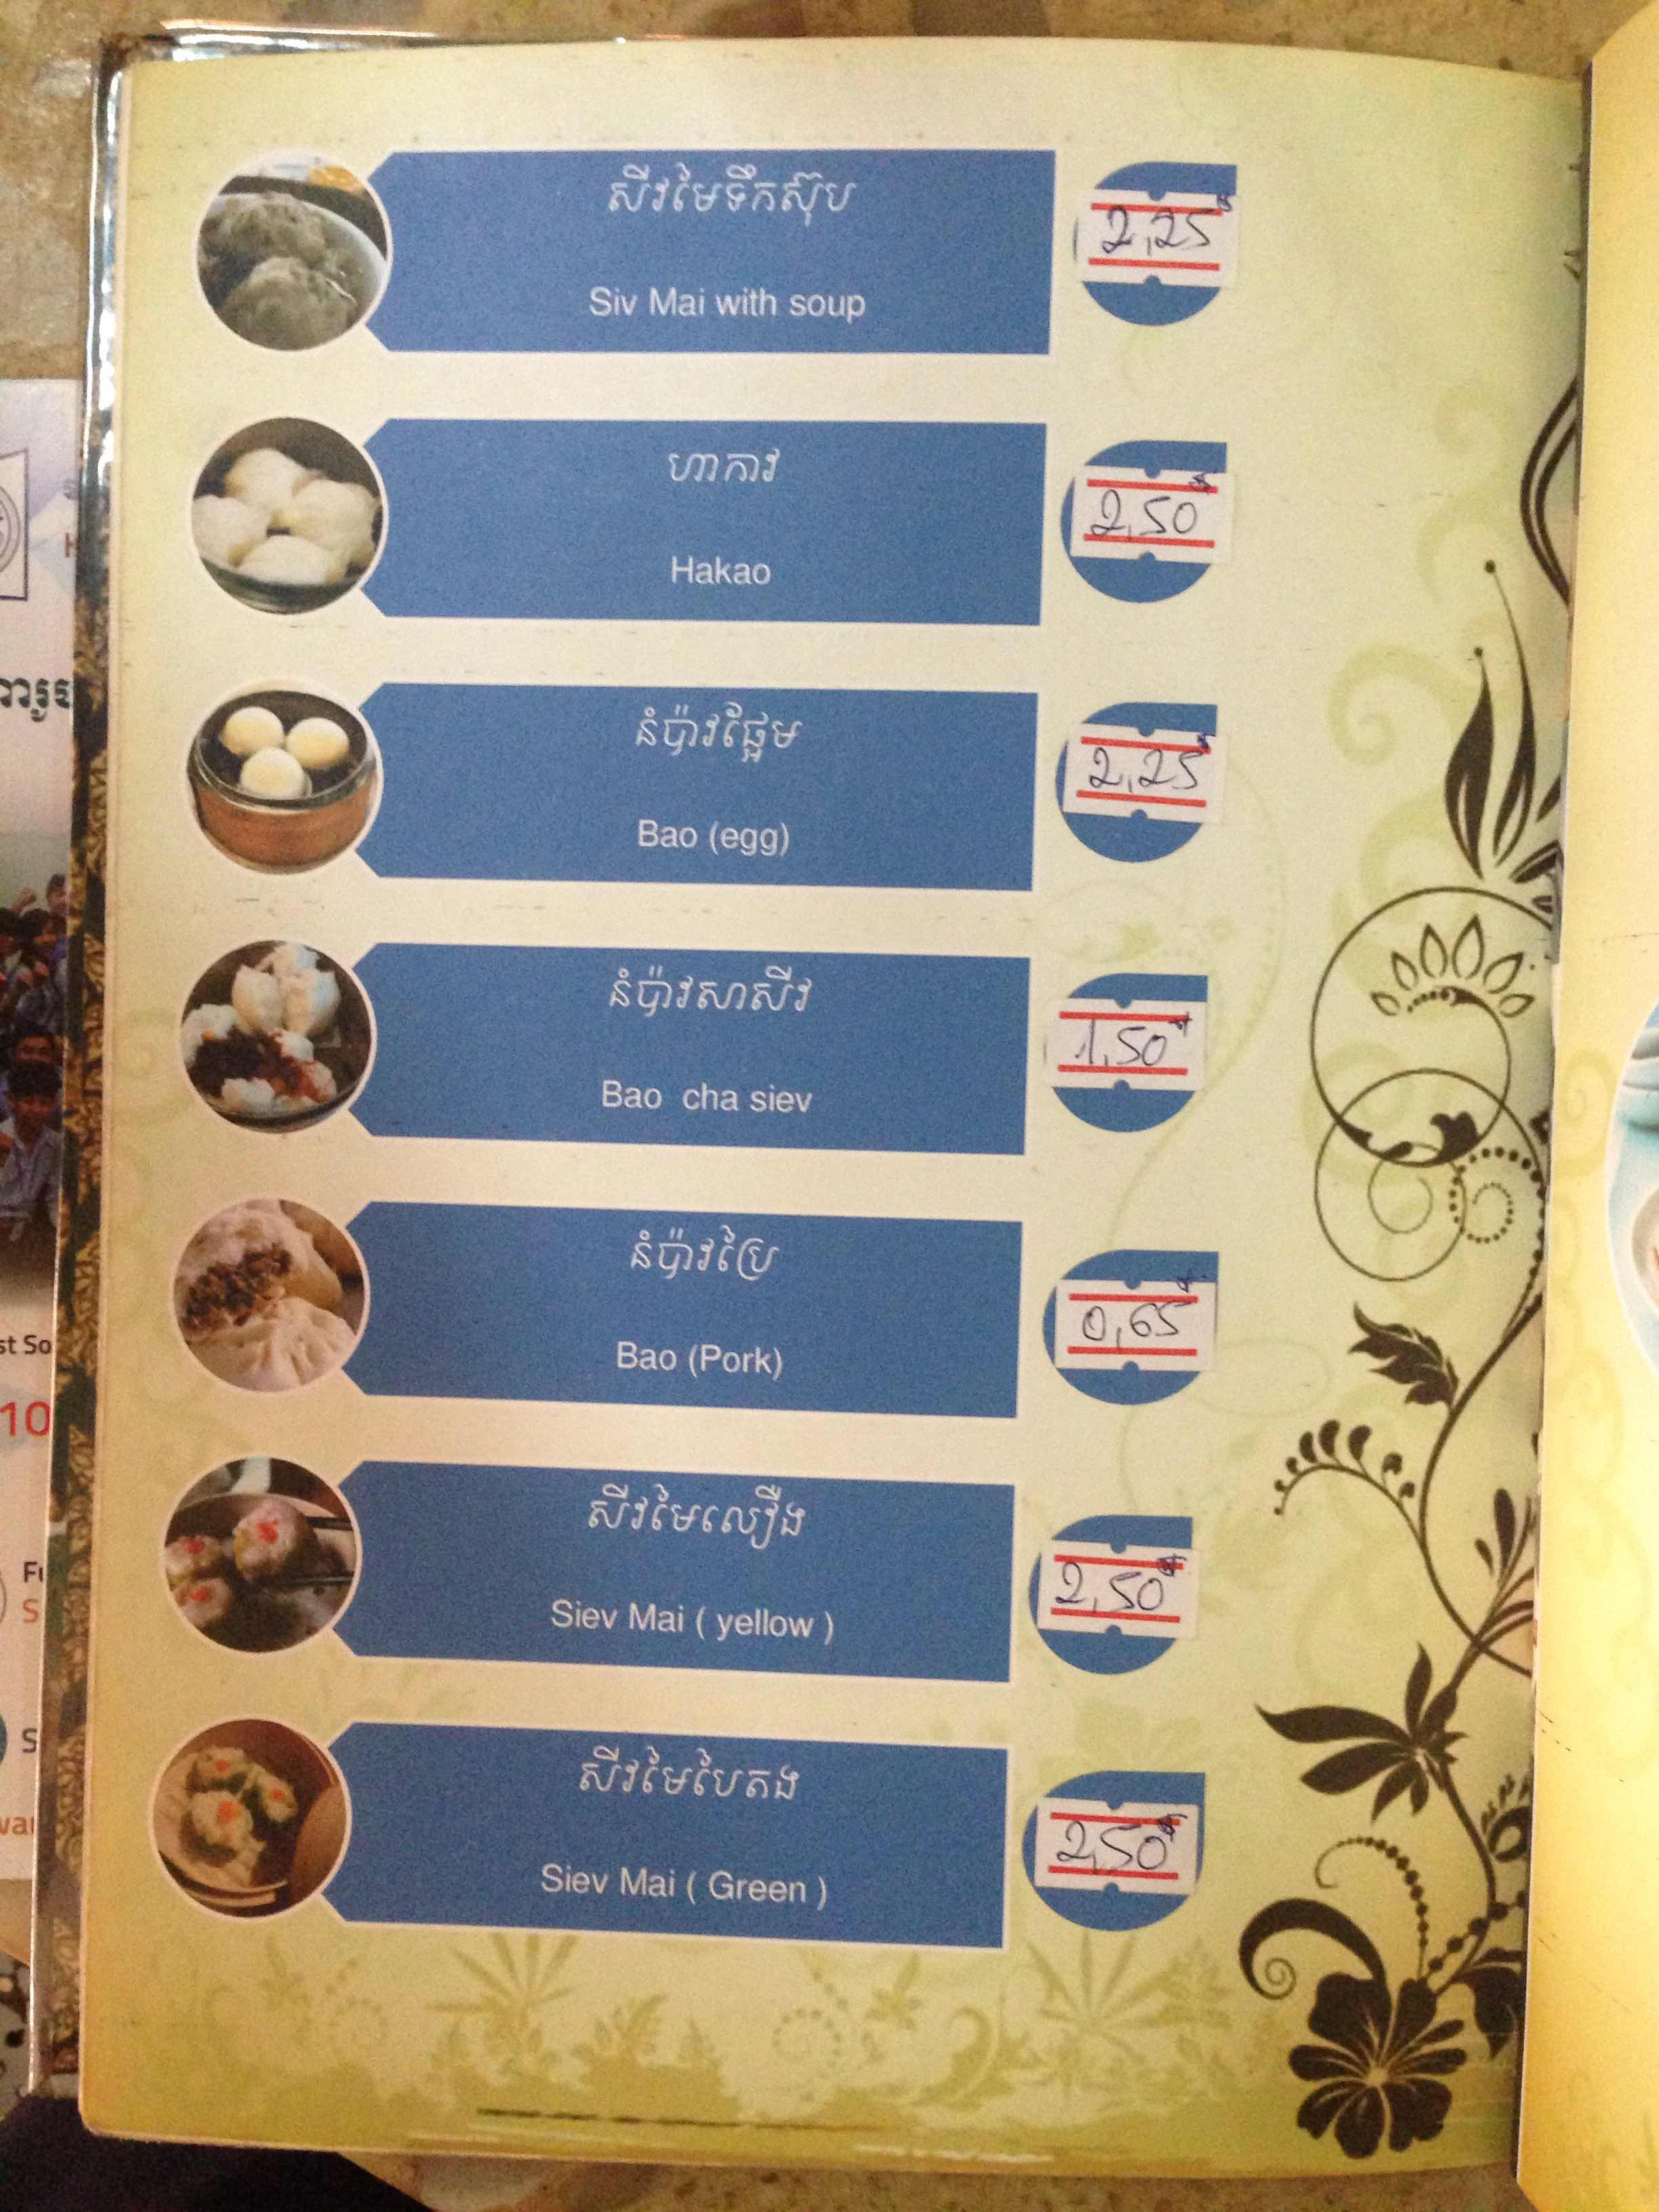 សីវមៃទឹកស៊ុប
Siv Mai with soup
2,25
ហាកាវ
Hakao
2,50
នំប៉ាវផ្អែម
Bao (egg)
2,25
នំប៉ាវសាសីវ
Bao cha siev
1,50
នំប៉ាវប្រៃ
Bao (Pork)
0,65
សីវមៃលឿង
Siev Mai ( yellow )
2,50
សីវមៃបៃតង
Siev Mai ( Green )
2,50
st So
10